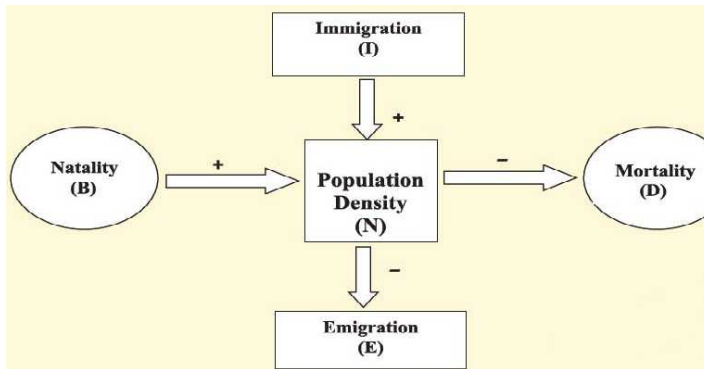 Immigration
(I)
+
Natality
(B)
+
Population
Density
(N)
–
Mortality
(D)
–
Emigration
(E)